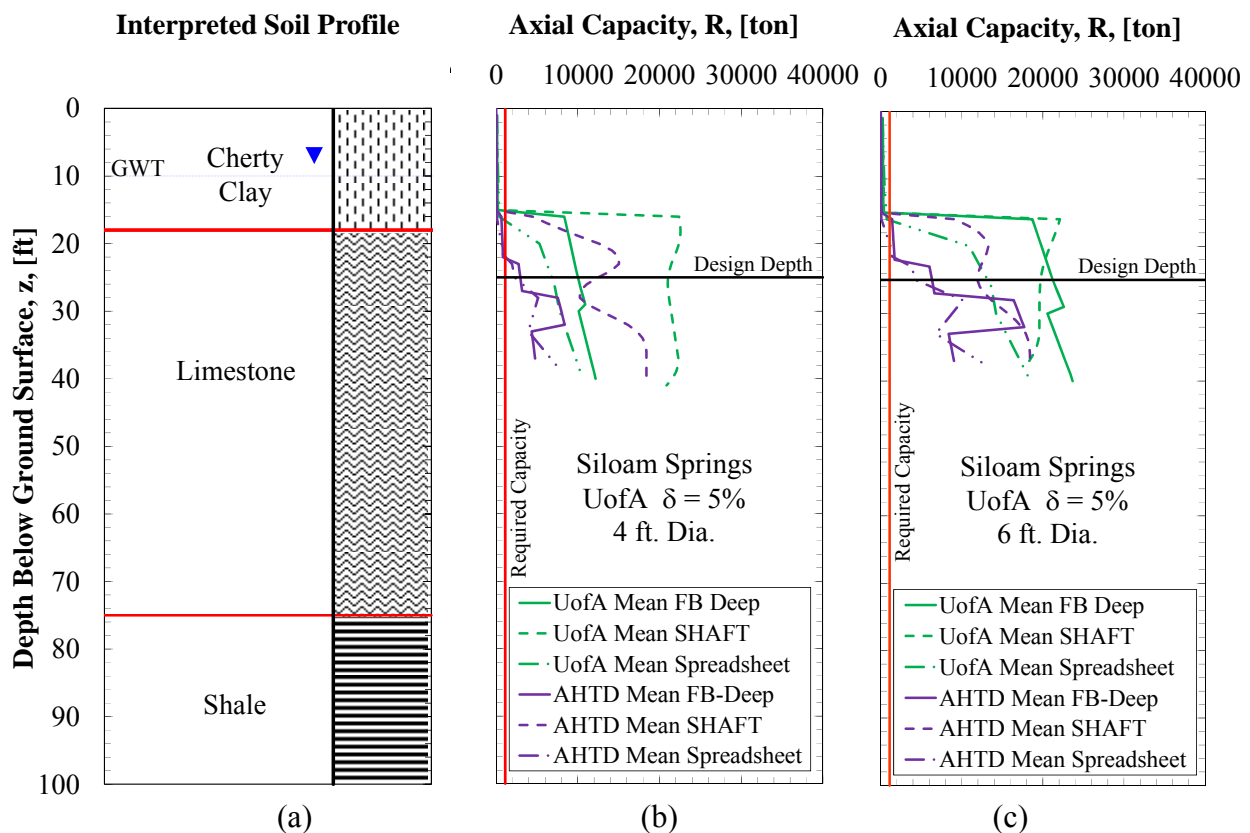 Interpreted Soil Profile
Axial Capacity, R, [ton]
Axial Capacity, R, [ton]
0 10000 20000 30000 40000
0 10000 20000 30000 40000
Depth Below Ground Surface, z, [ft]
0
10
20
30
40
50
60
70
80
90
100
GWT
Cherty
Clay
Limestone
Shale
Design Depth
Required Capacity
Siloam Springs
UofA δ = 5%
4 ft. Dia.
UofA Mean FB Deep
UofA Mean SHAFT
UofA Mean Spreadsheet
AHTD Mean FB-Deep
AHTD Mean SHAFT
AHTD Mean Spreadsheet
Design Depth
Required Capacity
Siloam Springs
UofA δ = 5%
6 ft. Dia.
UofA Mean FB Deep
UofA Mean SHAFT
UofA Mean Spreadsheet
AHTD Mean FB-Deep
AHTD Mean SHAFT
AHTD Mean Spreadsheet
(a)
(b)
(c)